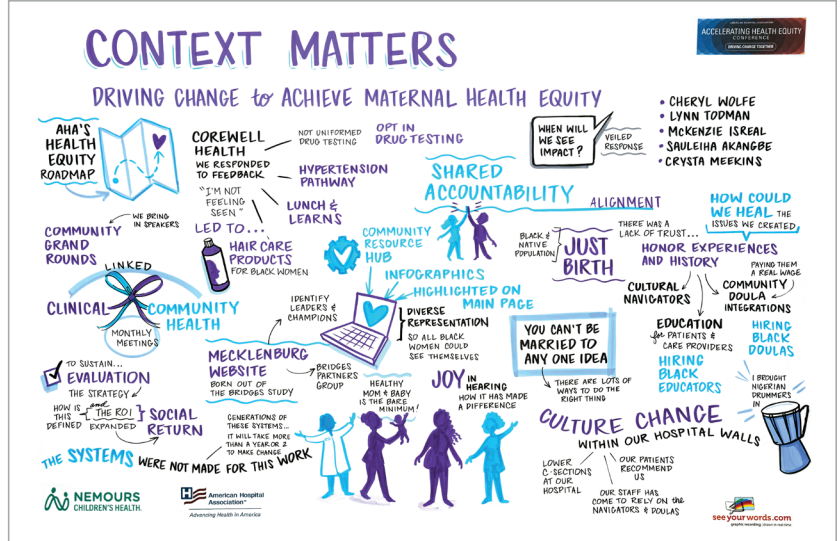 CONTEXT MATTERS
DRIVING CHANGE to ACHIEVE MATERNAL HEALTH EQUITY
ACCELERATING HEALTH EQUITY
CONFERENCE
DRIVING CHANGE TOGETHER
• CHERYL WOLFE
• LYNN TODMAN
• McKENZIE ISREAL
• SAULEIHA AKANGBE
• CRYSTA MEEKINS
AHA'S
HEALTH
EQUITY
ROADMAP
COREWELL
HEALTH
WE RESPONDED
TO FEEDBACK
NOT UNIFORMED
DRUG TESTING
OPT IN
DRUG TESTING
HYPERTENSION
PATHWAY
LUNCH &
LEARNS
"I'M NOT
FEELING
SEEN"
LED TO...
HAIR CARE
PRODUCTS
FOR BLACK WOMEN
WHEN WILL
WE SEE
IMPACT?
VEILED
RESPONSE
SHARED
ACCOUNTABILITY
ALIGNMENT
COMMUNITY
GRAND
ROUNDS
WE BRING
IN SPEAKERS
LINKED
CLINICAL
COMMUNITY
HEALTH
MONTHLY
MEETINGS
COMMUNITY
RESOURCE
HUB
INFOGRAPHICS
HIGHLIGHTED ON
MAIN PAGE
IDENTIFY
LEADERS &
CHAMPIONS
DIVERSE
REPRESENTATION
SO ALL BLACK
WOMEN COULD
SEE THEMSELVES
MECKLENBURG
WEBSITE
BORN OUT OF
THE BRIDGES STUDY
BRIDGES
PARTNERS
GROUP
BLACK &
NATIVE
POPULATION
JUST
BIRTH
THERE WAS A
LACK OF TRUST...
HOW COULD
WE HEAL THE
ISSUES WE CREATED
HONOR EXPERIENCES
AND HISTORY
CULTURAL
NAVIGATORS
PAYING THEM
A REAL WAGE
COMMUNITY
DOULA
INTEGRATIONS
EDUCATION
for PATIENTS &
CARE PROVIDERS
HIRING
BLACK
EDUCATORS
HIRING
BLACK
DOULAS
I BROUGHT
NIGERIAN
DRUMMERS
IN
YOU CAN'T BE
MARRIED TO
ANY ONE IDEA
THERE ARE LOTS OF
WAYS TO DO THE
RIGHT THING
TO SUSTAIN...
EVALUATION
THE STRATEGY
and
HOW IS
THIS
DEFINED
THE ROI
EXPANDED
SOCIAL
RETURN
GENERATIONS OF
THESE SYSTEMS...
IT WILL TAKE MORE
THAN A YEAR OR 2
TO MAKE CHANGE
THE SYSTEMS WERE NOT MADE FOR THIS WORK
HEALTHY
MOM & BABY
IS THE BARE
MINIMUM!
JOY IN
HEARING
HOW IT HAS MADE
A DIFFERENCE
CULTURE CHANGE
WITHIN OUR HOSPITAL WALLS
LOWER
C-SECTIONS
AT OUR
HOSPITAL
OUR PATIENTS
RECOMMEND
US
OUR STAFF HAS
COME TO RELY ON the
NAVIGATORS & DOULAS
NEMOURS
CHILDREN'S HEALTH.
American Hospital
Association™
Advancing Health in America
seeyourwords.com